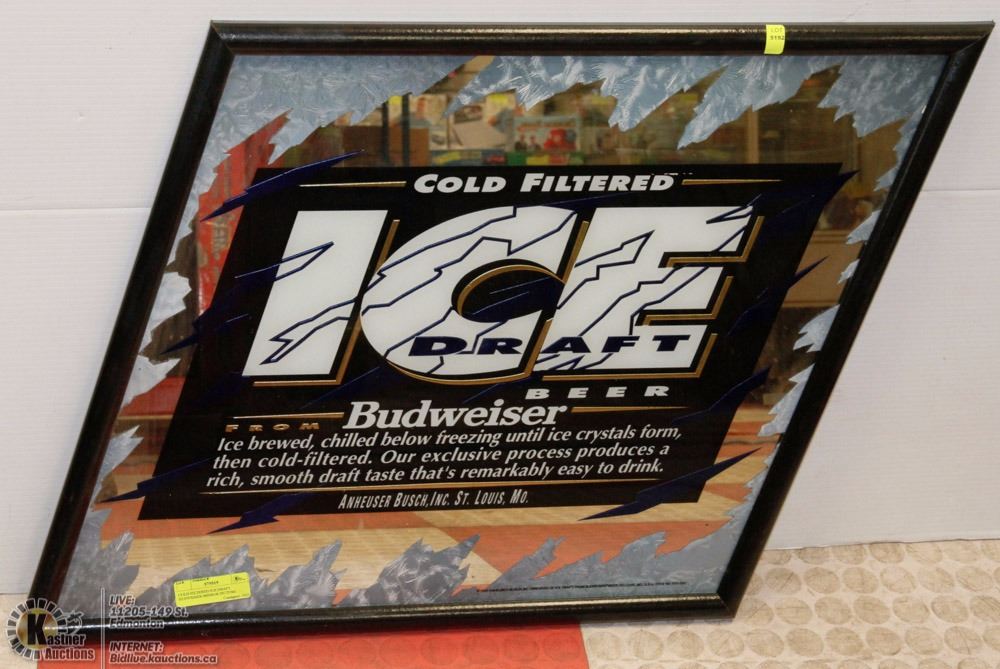 LOT
5192
COLD FILTERED
ICE
DRAFT
BEER
FROM Budweiser
Ice brewed, chilled below freezing until ice crystals form,
then cold-filtered. Our exclusive process produces a
rich, smooth draft taste that's remarkably easy to drink.
ANHEUSER BUSCH, INC. ST. LOUIS, MO.
Kastner
Auctions
LIVE:
11205-149 St.
Edmonton
INTERNET:
Bidlive.kauctions.ca